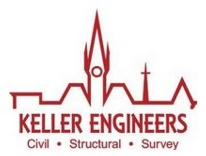 KELLER ENGINEERS
Civil • Structural • Survey